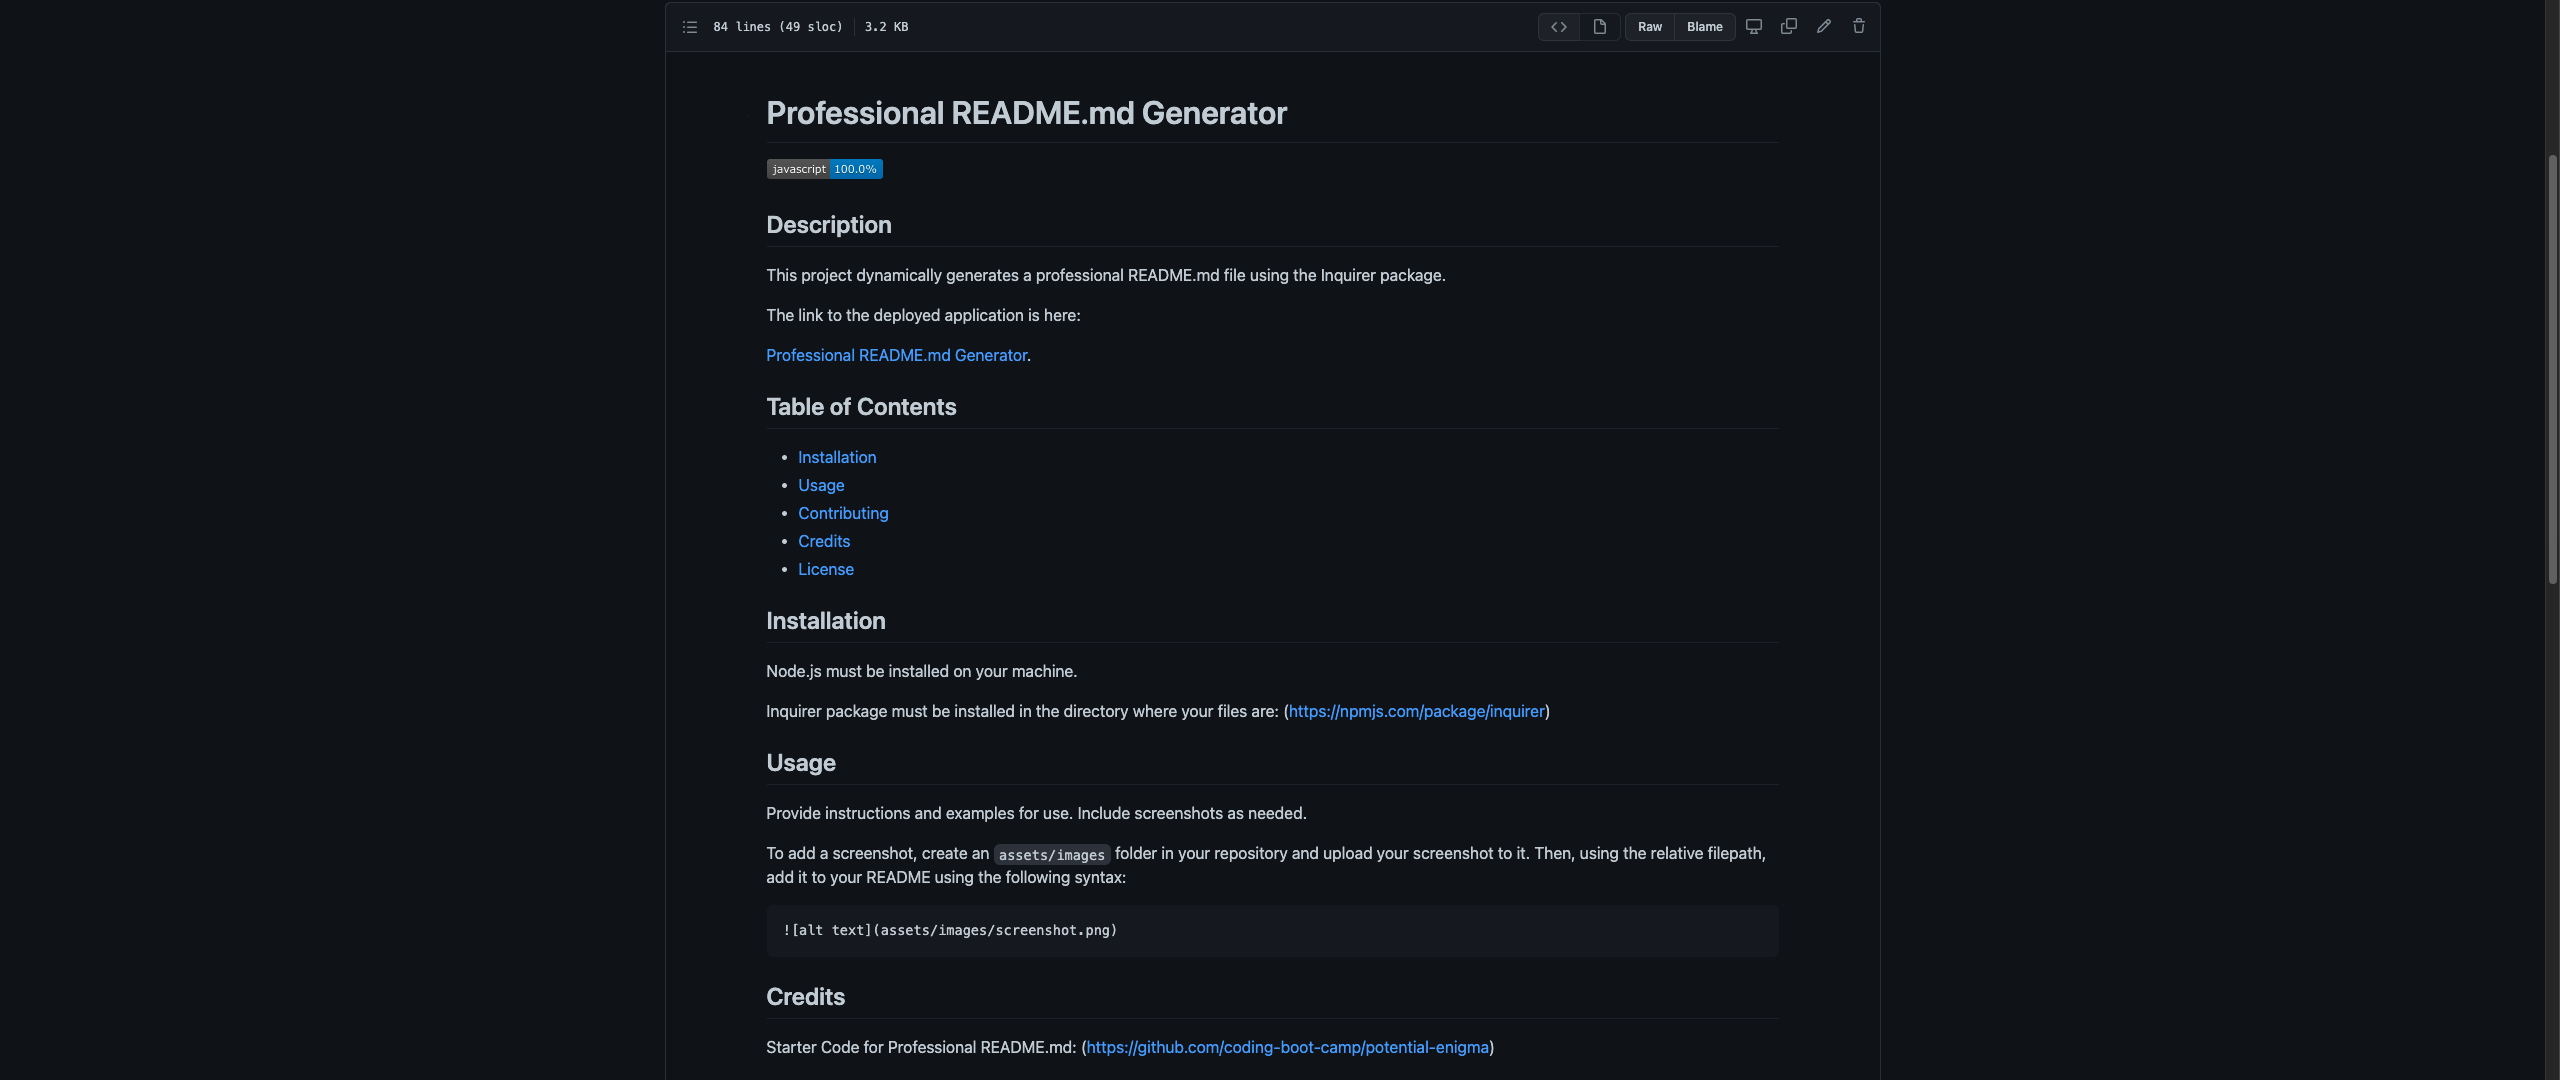 84 lines (49 sloc) 3.2 KB Raw Blame
Professional README.md Generator
javascript 100.0%
Description
This project dynamically generates a professional README.md file using the Inquirer package.
The link to the deployed application is here:
Professional README.md Generator.
Table of Contents
• Installation
• Usage
• Contributing
• Credits
• License
Installation
Node.js must be installed on your machine.
Inquirer package must be installed in the directory where your files are: (https://npmjs.com/package/inquirer)
Usage
Provide instructions and examples for use. Include screenshots as needed.
To add a screenshot, create an assets/images folder in your repository and upload your screenshot to it. Then, using the relative filepath,
add it to your README using the following syntax:
![alt text](assets/images/screenshot.png)
Credits
Starter Code for Professional README.md: (https://github.com/coding-boot-camp/potential-enigma)